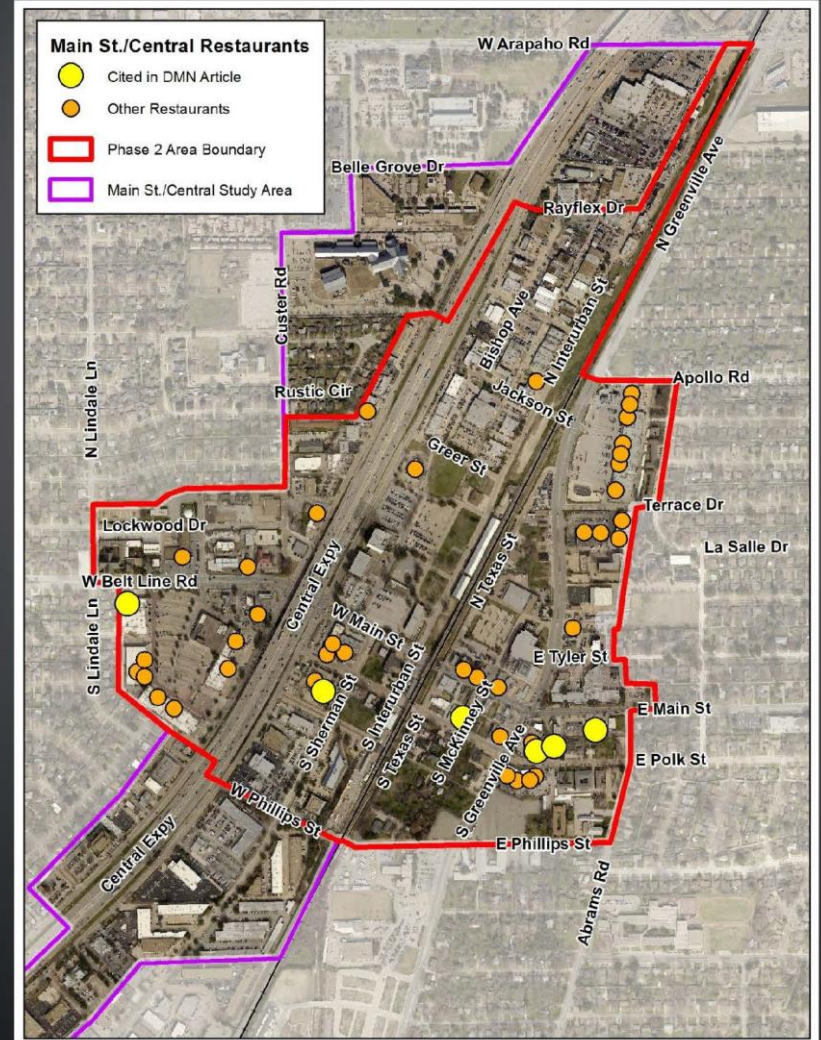 Main St./Central Restaurants
Cited in DMN Article
Other Restaurants
Phase 2 Area Boundary
Main St./Central Study Area
W Arapaho Rd
Belle Grove Dr
Rayflex Dr
N Greenville Ave
Custer Rd
Bishop Ave
N Interurban St
N Lindale Ln
Rustic Cir
Jackson St
Apollo Rd
Greer St
Lockwood Dr
Terrace Dr
La Salle Dr
W Belt Line Rd
Central Expy
N Texas St
S Lindale Ln
W Main St
E Tyler St
S Sherman St
S Interurban St
S Texas St
S McKinney St
S Greenville Ave
E Main St
E Polk St
W Phillips St
E Phillips St
Central Expy
Abrams Rd